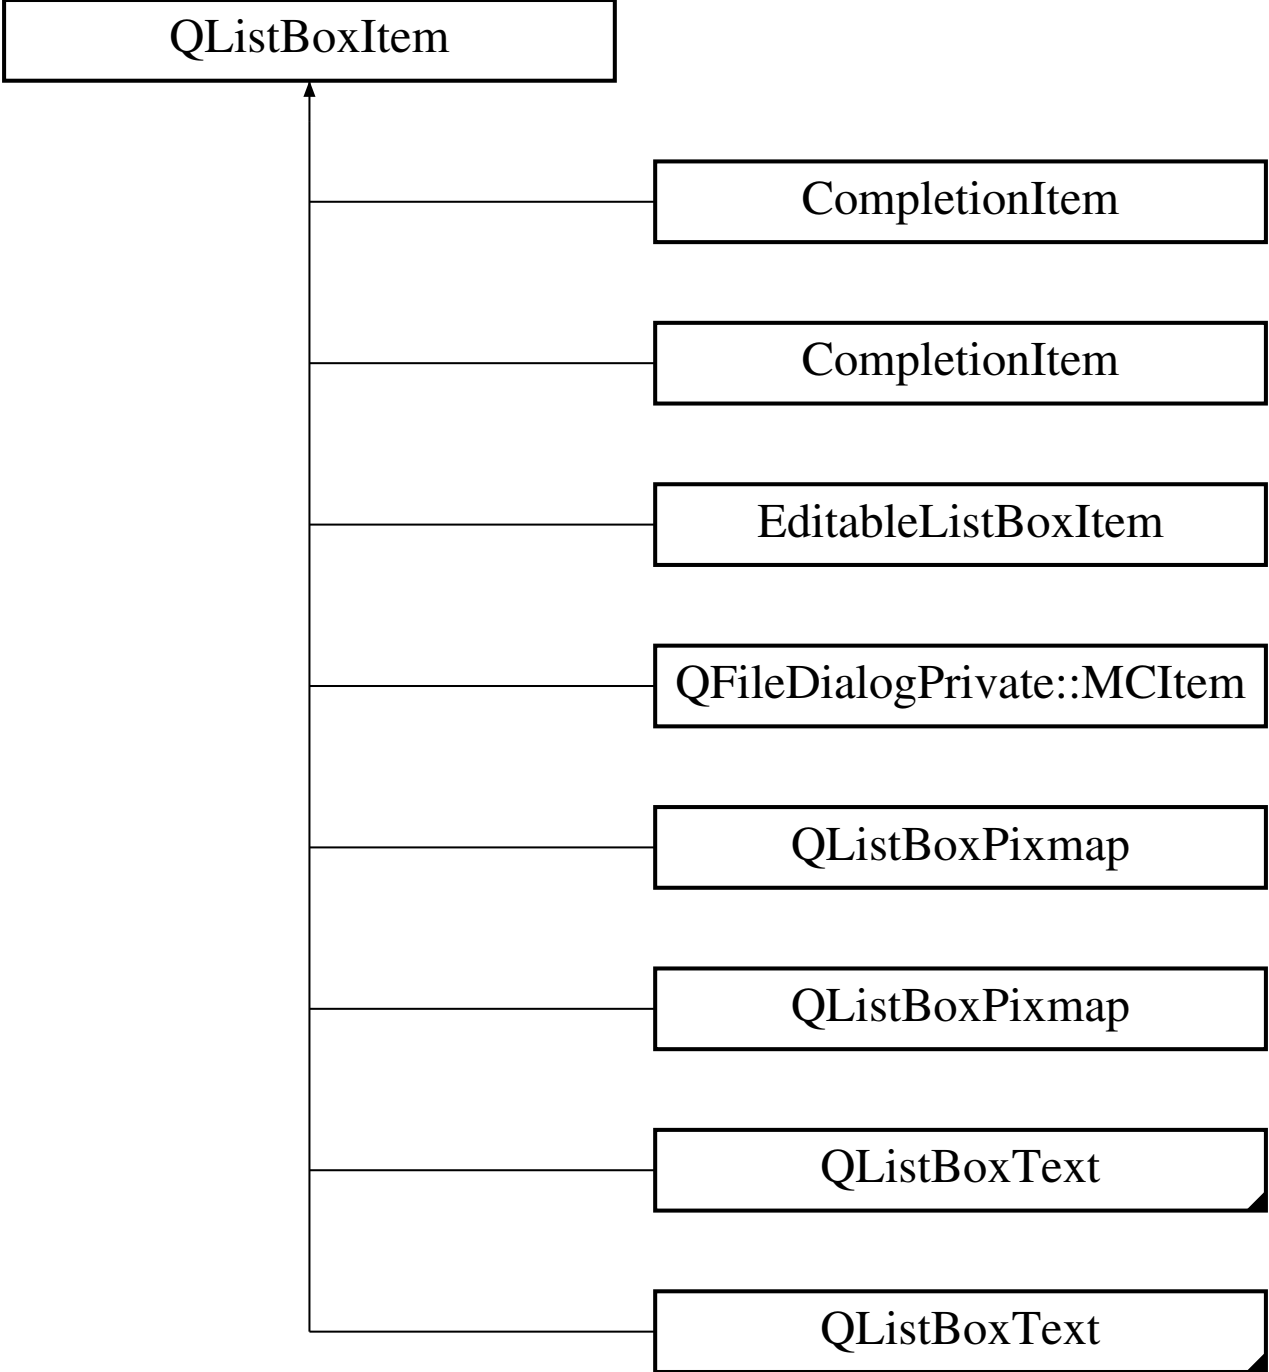 QListBoxItem
CompletionItem
CompletionItem
EditableListBoxItem
QFileDialogPrivate::MCItem
QListBoxPixmap
QListBoxPixmap
QListBoxText
QListBoxText